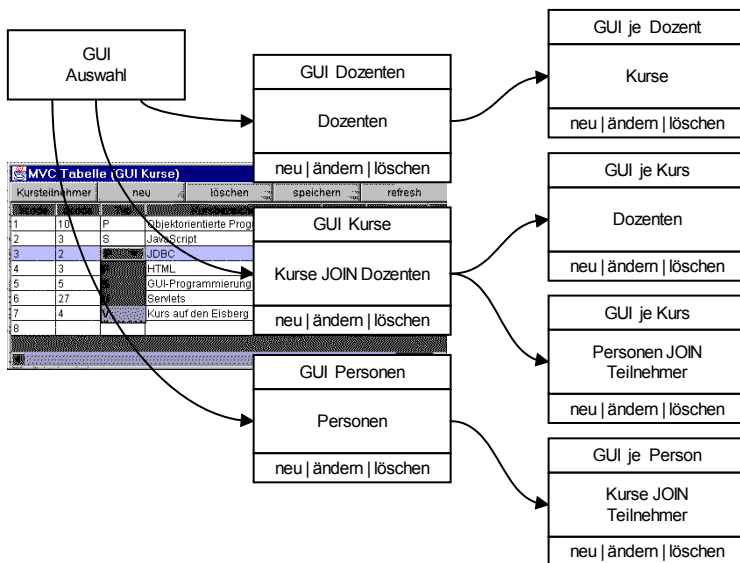 GUI
Auswahl
GUI Dozenten
Dozenten
neu | ändern | löschen
GUI je Dozent
Kurse
neu | ändern | löschen
MVC Tabelle (GUI Kurse)
Kursteilnehmer neu löschen speichern refresh
1 10 P Objektorientierte Prog
2 3 S JavaScript
3 2 P JDBC
4 3 P HTML
5 5 S GUI-Programmierung
6 27 Servlets
7 4 V Kurs auf den Eisberg
8
GUI Kurse
Kurse JOIN Dozenten
neu | ändern | löschen
GUI je Kurs
Dozenten
neu | ändern | löschen
GUI je Kurs
Personen JOIN
Teilnehmer
neu | ändern | löschen
GUI Personen
Personen
neu | ändern | löschen
GUI je Person
Kurse JOIN
Teilnehmer
neu | ändern | löschen